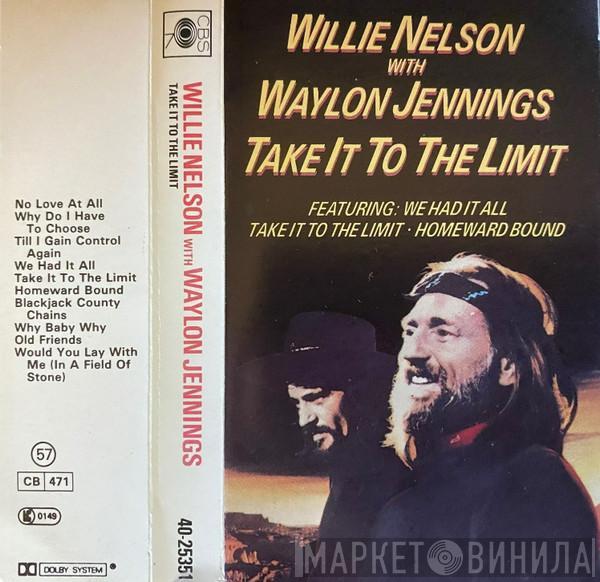 No Love At All
Why Do I Have
To Choose
Till I Gain Control
Again
We Had It All
Take It To The Limit
Homeward Bound
Blackjack County
Chains
Why Baby Why
Old Friends
Would You Lay With
Me (In A Field Of
Stone)
57
CB 471
0149
DOLBY SYSTEM
CBS
WILLIE NELSON WITH WAYLON JENNINGS
TAKE IT TO THE LIMIT
40-25351
WILLIE NELSON
WITH
WAYLON JENNINGS
TAKE IT TO THE LIMIT
FEATURING: WE HAD IT ALL
TAKE IT TO THE LIMIT · HOMEWARD BOUND
МАРКЕТ ВИНИЛА